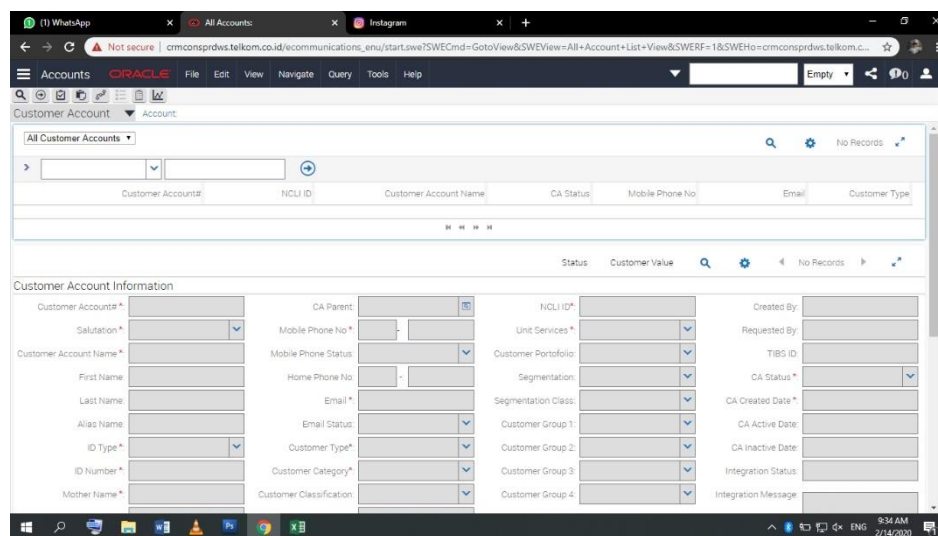 (1) WhatsApp
All Accounts:
Instagram
Not secure | crmconsprdws.telkom.co.id/ecommunications_enu/start.swe?SWECmd=GotoView&SWEView=All+Account+List+View&SWERF=1&SWEHo=crmconsprdws.telkom.c...
Accounts ORACLE File Edit View Navigate Query Tools Help Empty 0
Customer Account Account:
All Customer Accounts No Records
Customer Account# NCLI ID Customer Account Name CA Status Mobile Phone No Email Customer Type
Status Customer Value No Records
Customer Account Information
Customer Account#*: CA Parent: NCLI ID*: Created By:
Salutation*: Mobile Phone No*: - Unit Services*: Requested By:
Customer Account Name*: Mobile Phone Status: Customer Portofolio: TIBS ID:
First Name: Home Phone No: - Segmentation: CA Status*:
Last Name: Email*: Segmentation Class: CA Created Date*:
Alias Name: Email Status: Customer Group 1: CA Active Date:
ID Type*: Customer Type*: Customer Group 2: CA Inactive Date:
ID Number*: Customer Category*: Customer Group 3: Integration Status:
Mother Name*: Customer Classification: Customer Group 4: Integration Message:
Ps ENG 9:34 AM
2/14/2020